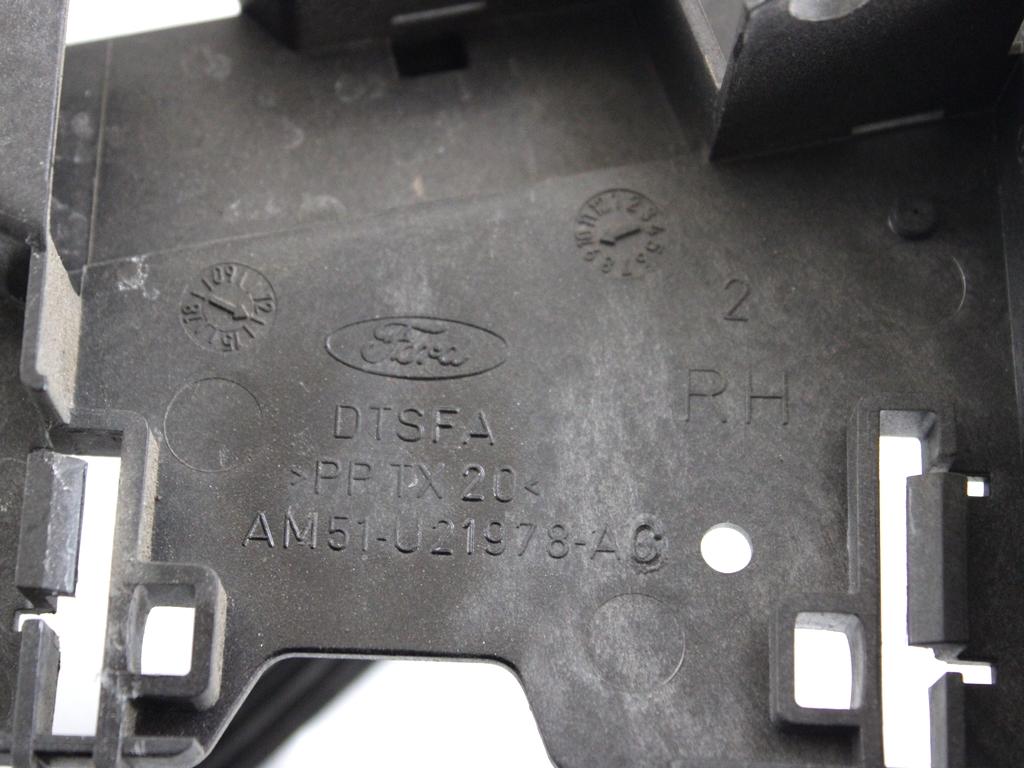 2
RH
Ford
DTSFA
>PP TX 20<
AM51-U21978-AC